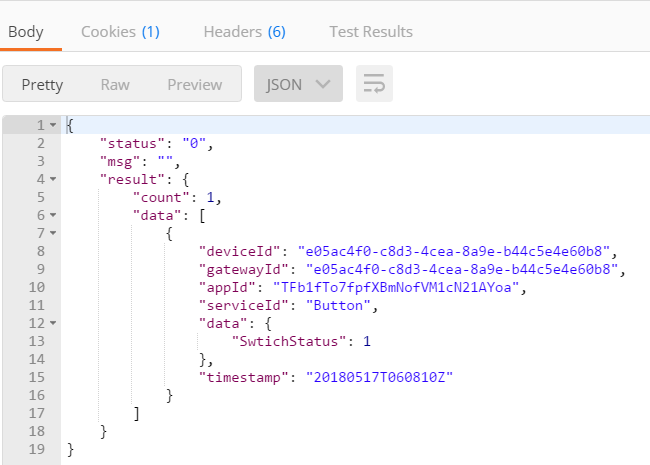 Body Cookies (1) Headers (6) Test Results
Pretty Raw Preview JSON
1 {
2 "status": "0",
3 "msg": "",
4 "result": {
5 "count": 1,
6 "data": [
7 {
8 "deviceId": "e05ac4f0-c8d3-4cea-8a9e-b44c5e4e60b8",
9 "gatewayId": "e05ac4f0-c8d3-4cea-8a9e-b44c5e4e60b8",
10 "appId": "TFb1fTo7fpfXBmNofVM1cN21AYoa",
11 "serviceId": "Button",
12 "data": {
13 "SwtichStatus": 1
14 },
15 "timestamp": "20180517T060810Z"
16 }
17 ]
18 }
19 }